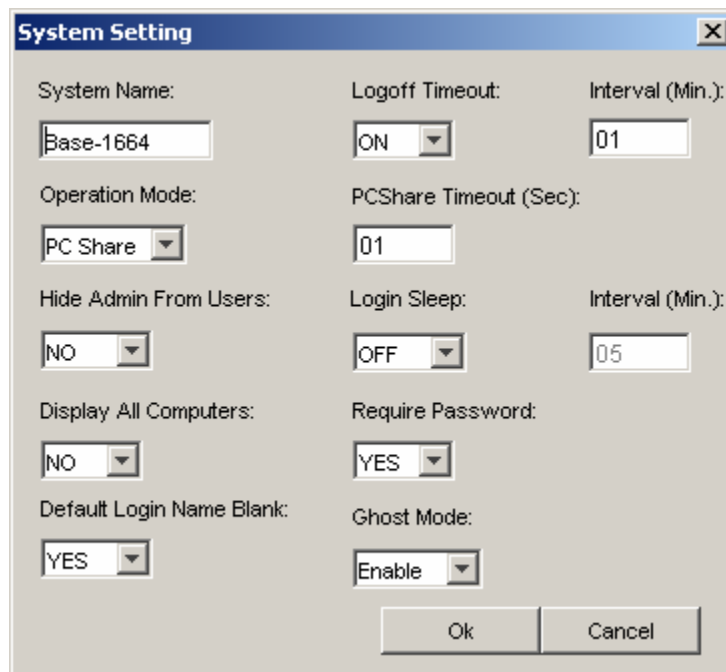 System Setting
System Name:
Logoff Timeout:
Interval (Min.):
Base-1664
ON
01
Operation Mode:
PCShare Timeout (Sec):
PC Share
01
Hide Admin From Users:
Login Sleep:
Interval (Min.):
NO
OFF
05
Display All Computers:
Require Password:
NO
YES
Default Login Name Blank:
Ghost Mode:
YES
Enable
Ok
Cancel